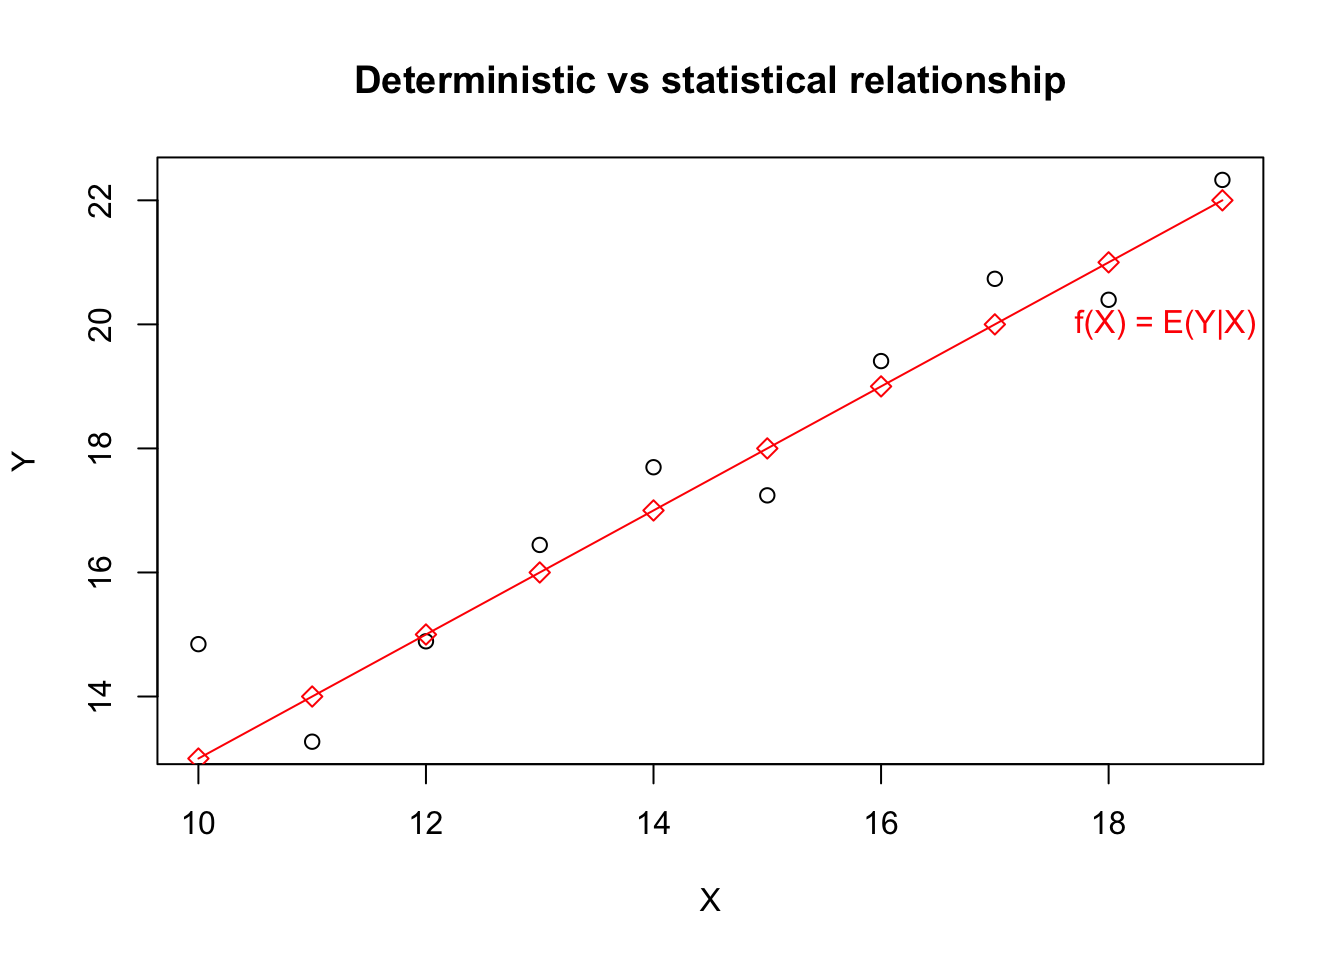 Deterministic vs statistical relationship
22
20
18
16
14
Y
f(X) = E(Y|X)
10 12 14 16 18
X